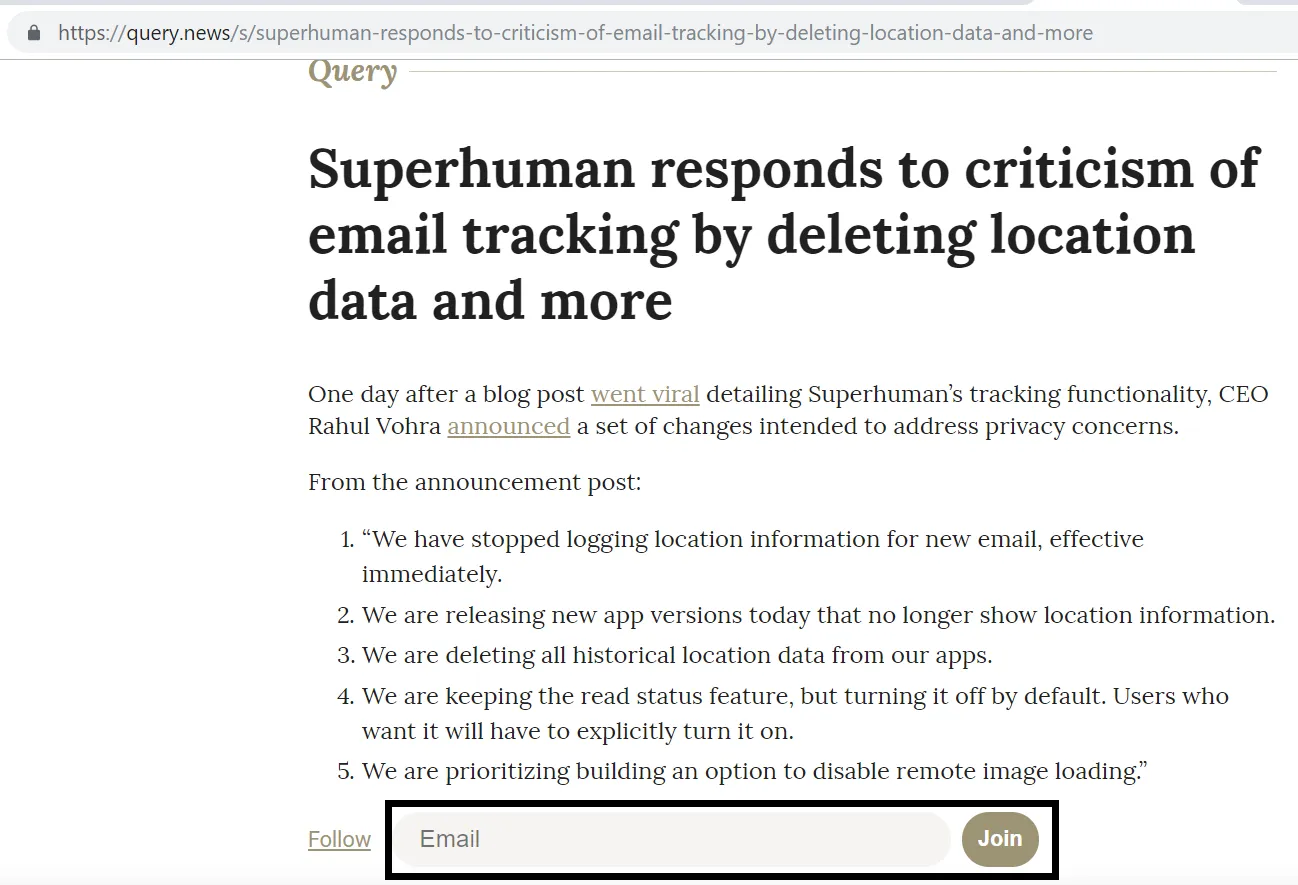 https://query.news/s/superhuman-responds-to-criticism-of-email-tracking-by-deleting-location-data-and-more
Query
Superhuman responds to criticism of
email tracking by deleting location
data and more
One day after a blog post went viral detailing Superhuman’s tracking functionality, CEO
Rahul Vohra announced a set of changes intended to address privacy concerns.
From the announcement post:
1. “We have stopped logging location information for new email, effective
immediately.
2. We are releasing new app versions today that no longer show location information.
3. We are deleting all historical location data from our apps.
4. We are keeping the read status feature, but turning it off by default. Users who
want it will have to explicitly turn it on.
5. We are prioritizing building an option to disable remote image loading.”
Follow Email Join